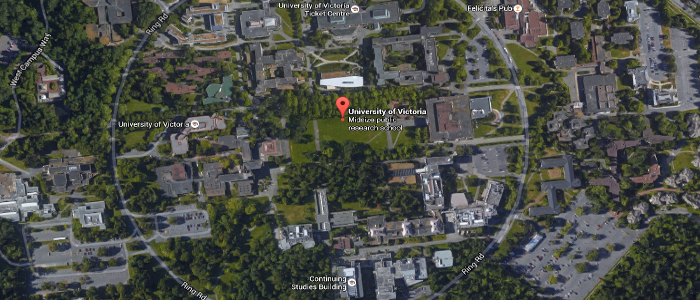 University of Victoria
Ticket Centre
Felicitals Pub
Ring Rd
West Campus Way
University of Victoria
Midsize public
research school
University of Victoria
Ring Rd
Continuing
Studies Building
Ring Rd